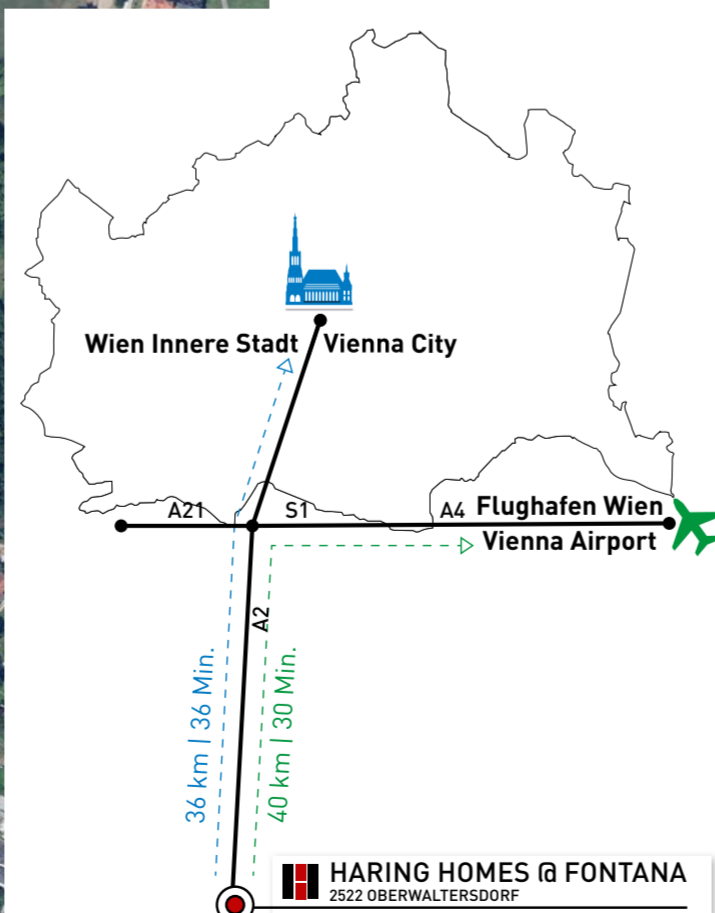 Wien Innere Stadt Vienna City
A21 S1 A4 Flughafen Wien
Vienna Airport
A2
36 km | 36 Min.
40 km | 30 Min.
HARING HOMES @ FONTANA
2522 OBERWALTERSDORF